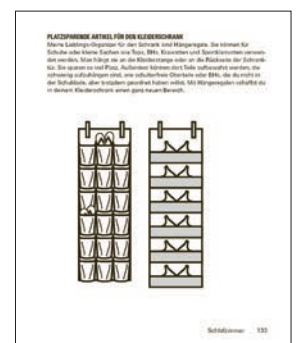 PLATZSPARENDE ARTIKEL FÜR DEN KLEIDERSCHRANK
Meine Lieblings-Organizer für den Schrank sind Hängeregale. Sie können für
Schuhe oder kleine Sachen wie Tops, BHs, Krawatten und Sportklamotten verwen-
det werden. Man hängt sie an die Kleiderstange oder an die Rückseite der Schrank-
tür. Sie sparen so viel Platz. Außerdem können dort Teile aufbewahrt werden, die
schwierig aufzuhängen sind, wie schulterfreie Oberteile oder BHs, die du nicht in
der Schublade, aber trotzdem geordnet haben willst. Mit Hängeregalen schaffst du
in deinem Kleiderschrank einen ganz neuen Bereich.
Schlafzimmer 133